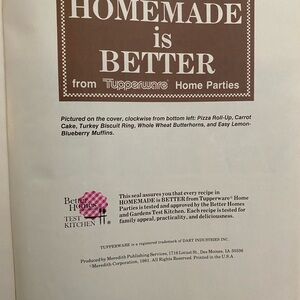 HOMEMADE
is
BETTER
from Tupperware Home Parties
Pictured on the cover, clockwise from bottom left: Pizza Roll-Up, Carrot
Cake, Turkey Biscuit Ring, Whole Wheat Butterhorns, and Easy Lemon-
Blueberry Muffins.
Better Homes
TEST
KITCHEN
This seal assures you that every recipe in
HOMEMADE is BETTER from Tupperware® Home
Parties is tested and approved by the Better Homes
and Gardens Test Kitchen. Each recipe is tested for
family appeal, practicality, and deliciousness.
TUPPERWARE is a registered trademark of DART INDUSTRIES INC.
Produced by Meredith Publishing Services, 1716 Locust St., Des Moines, IA 50336
©Meredith Corporation, 1981. All Rights Reserved. Printed in the U.S.A.